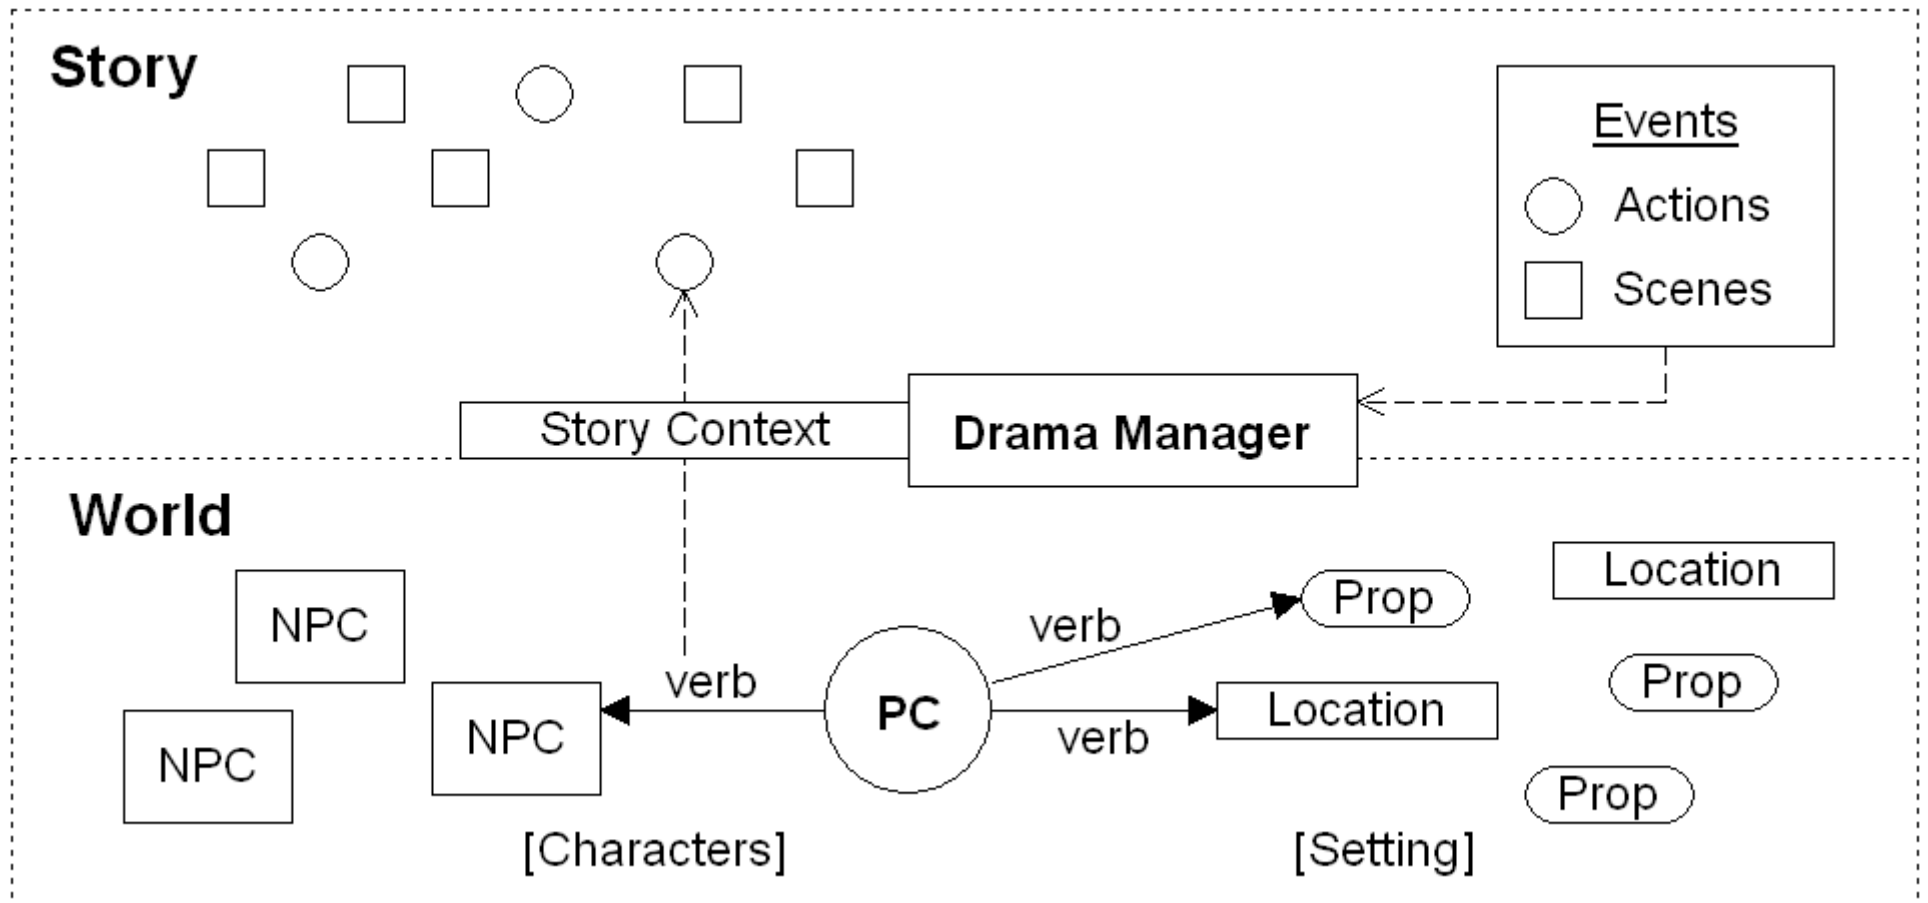 Story
Events
Actions
Scenes
Story Context
Drama Manager
World
NPC
NPC
NPC
verb
PC
verb
verb
Prop
Location
Location
Prop
Prop
[Characters]
[Setting]